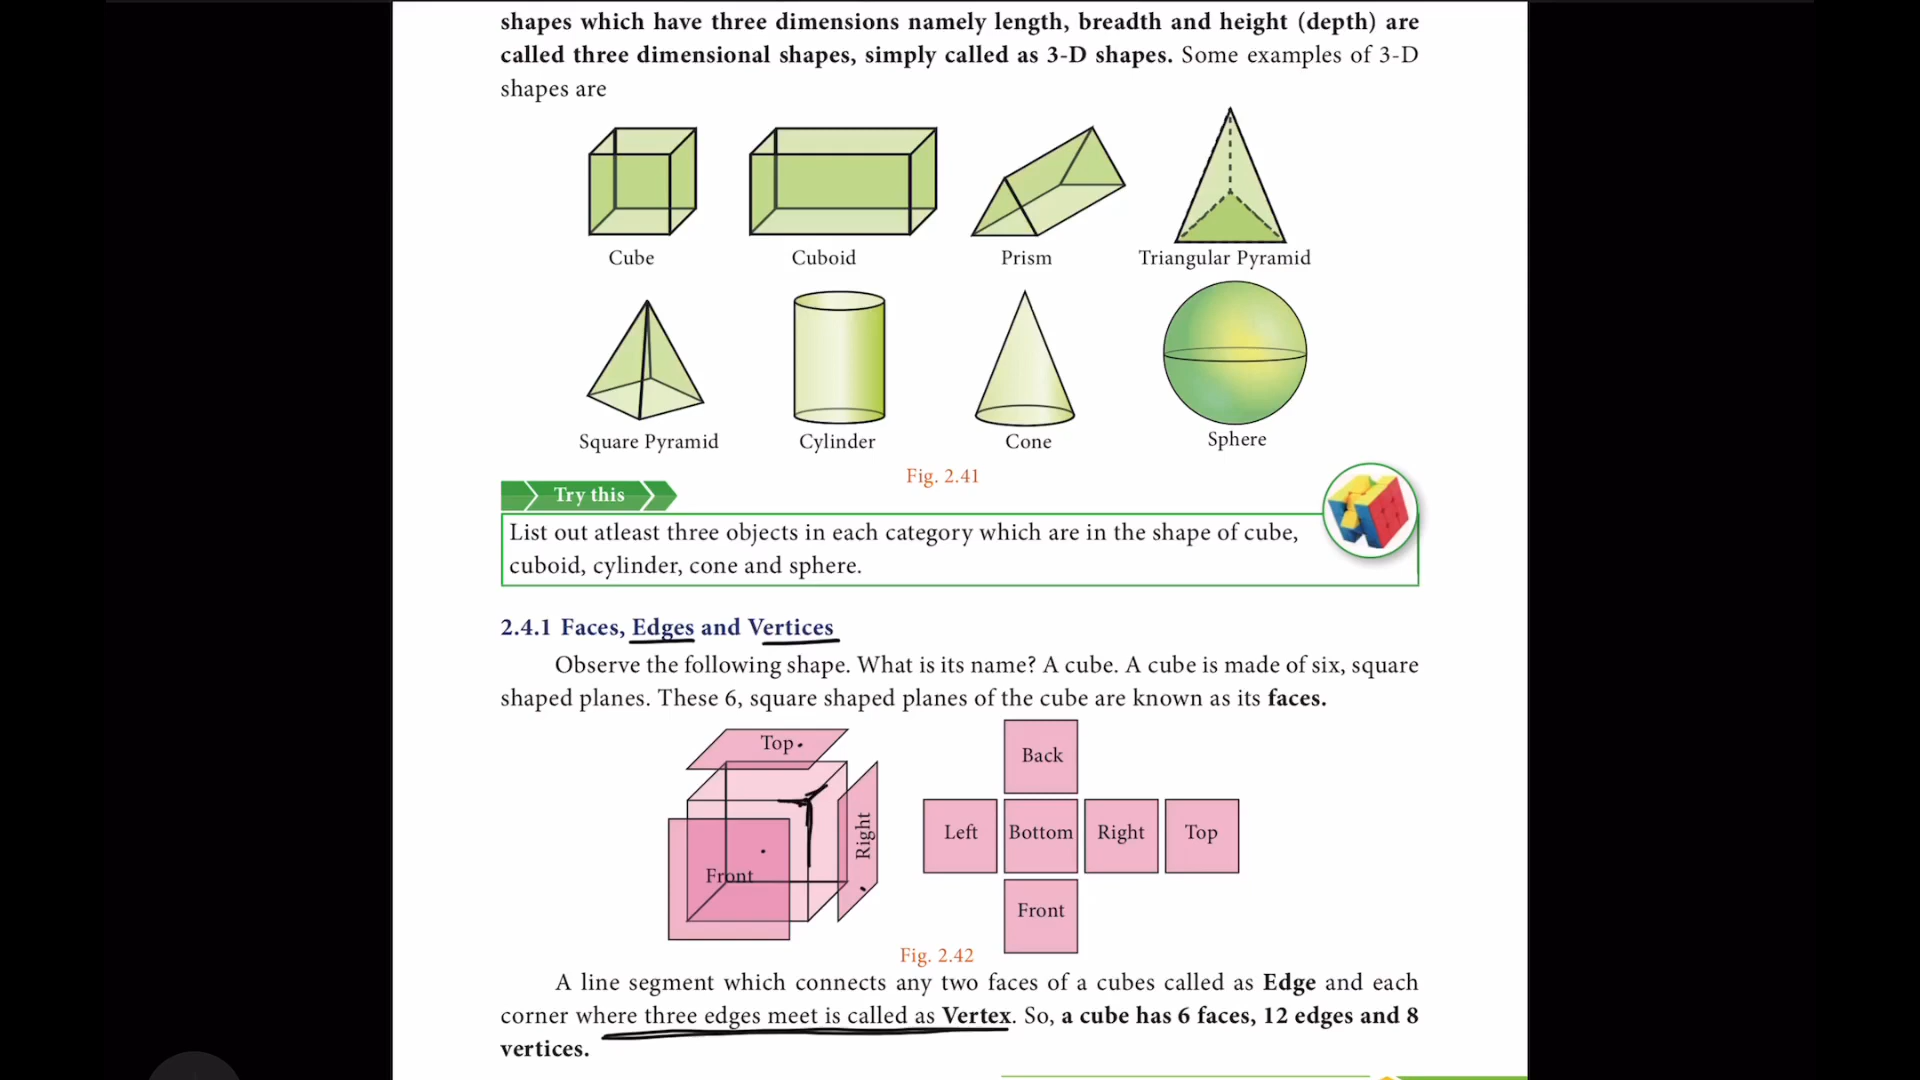 shapes which have three dimensions namely length, breadth and height (depth) are
called three dimensional shapes, simply called as 3-D shapes. Some examples of 3-D
shapes are
Cube
Cuboid
Prism
Triangular Pyramid
Square Pyramid
Cylinder
Cone
Sphere
Fig. 2.41
Try this
List out atleast three objects in each category which are in the shape of cube,
cuboid, cylinder, cone and sphere.
2.4.1 Faces, Edges and Vertices
Observe the following shape. What is its name? A cube. A cube is made of six, square
shaped planes. These 6, square shaped planes of the cube are known as its faces.
Top
Front
Right
Back
Left
Bottom
Right
Top
Front
Fig. 2.42
A line segment which connects any two faces of a cubes called as Edge and each
corner where three edges meet is called as Vertex. So, a cube has 6 faces, 12 edges and 8
vertices.